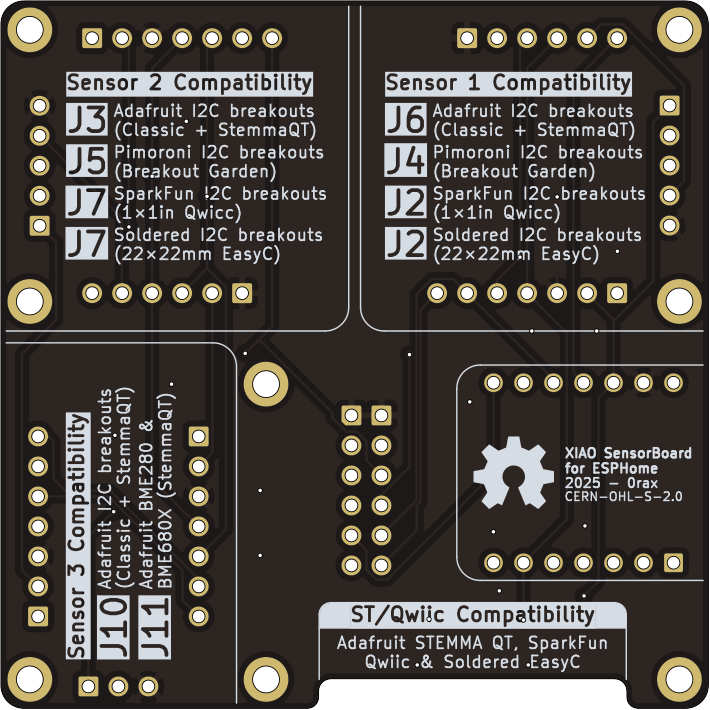 Sensor 2 Compatibility
J3 Adafruit I2C breakouts
(Classic + StemmaQT)
J5 Pimoroni I2C breakouts
(Breakout Garden)
J7 SparkFun I2C breakouts
(1×1in Qwicc)
J7 Soldered I2C breakouts
(22×22mm EasyC)
Sensor 1 Compatibility
J6 Adafruit I2C breakouts
(Classic + StemmaQT)
J4 Pimoroni I2C breakouts
(Breakout Garden)
J2 SparkFun I2C breakouts
(1×1in Qwicc)
J2 Soldered I2C breakouts
(22×22mm EasyC)
Sensor 3 Compatibility
J10 Adafruit I2C breakouts
(Classic + StemmaQT)
J11 Adafruit BME280 &
BME680X (StemmaQT)
XIAO SensorBoard
for ESPHome
2025 - Orax
CERN-OHL-S-2.0
ST/Qwiic Compatibility
Adafruit STEMMA QT, SparkFun
Qwiic & Soldered EasyC